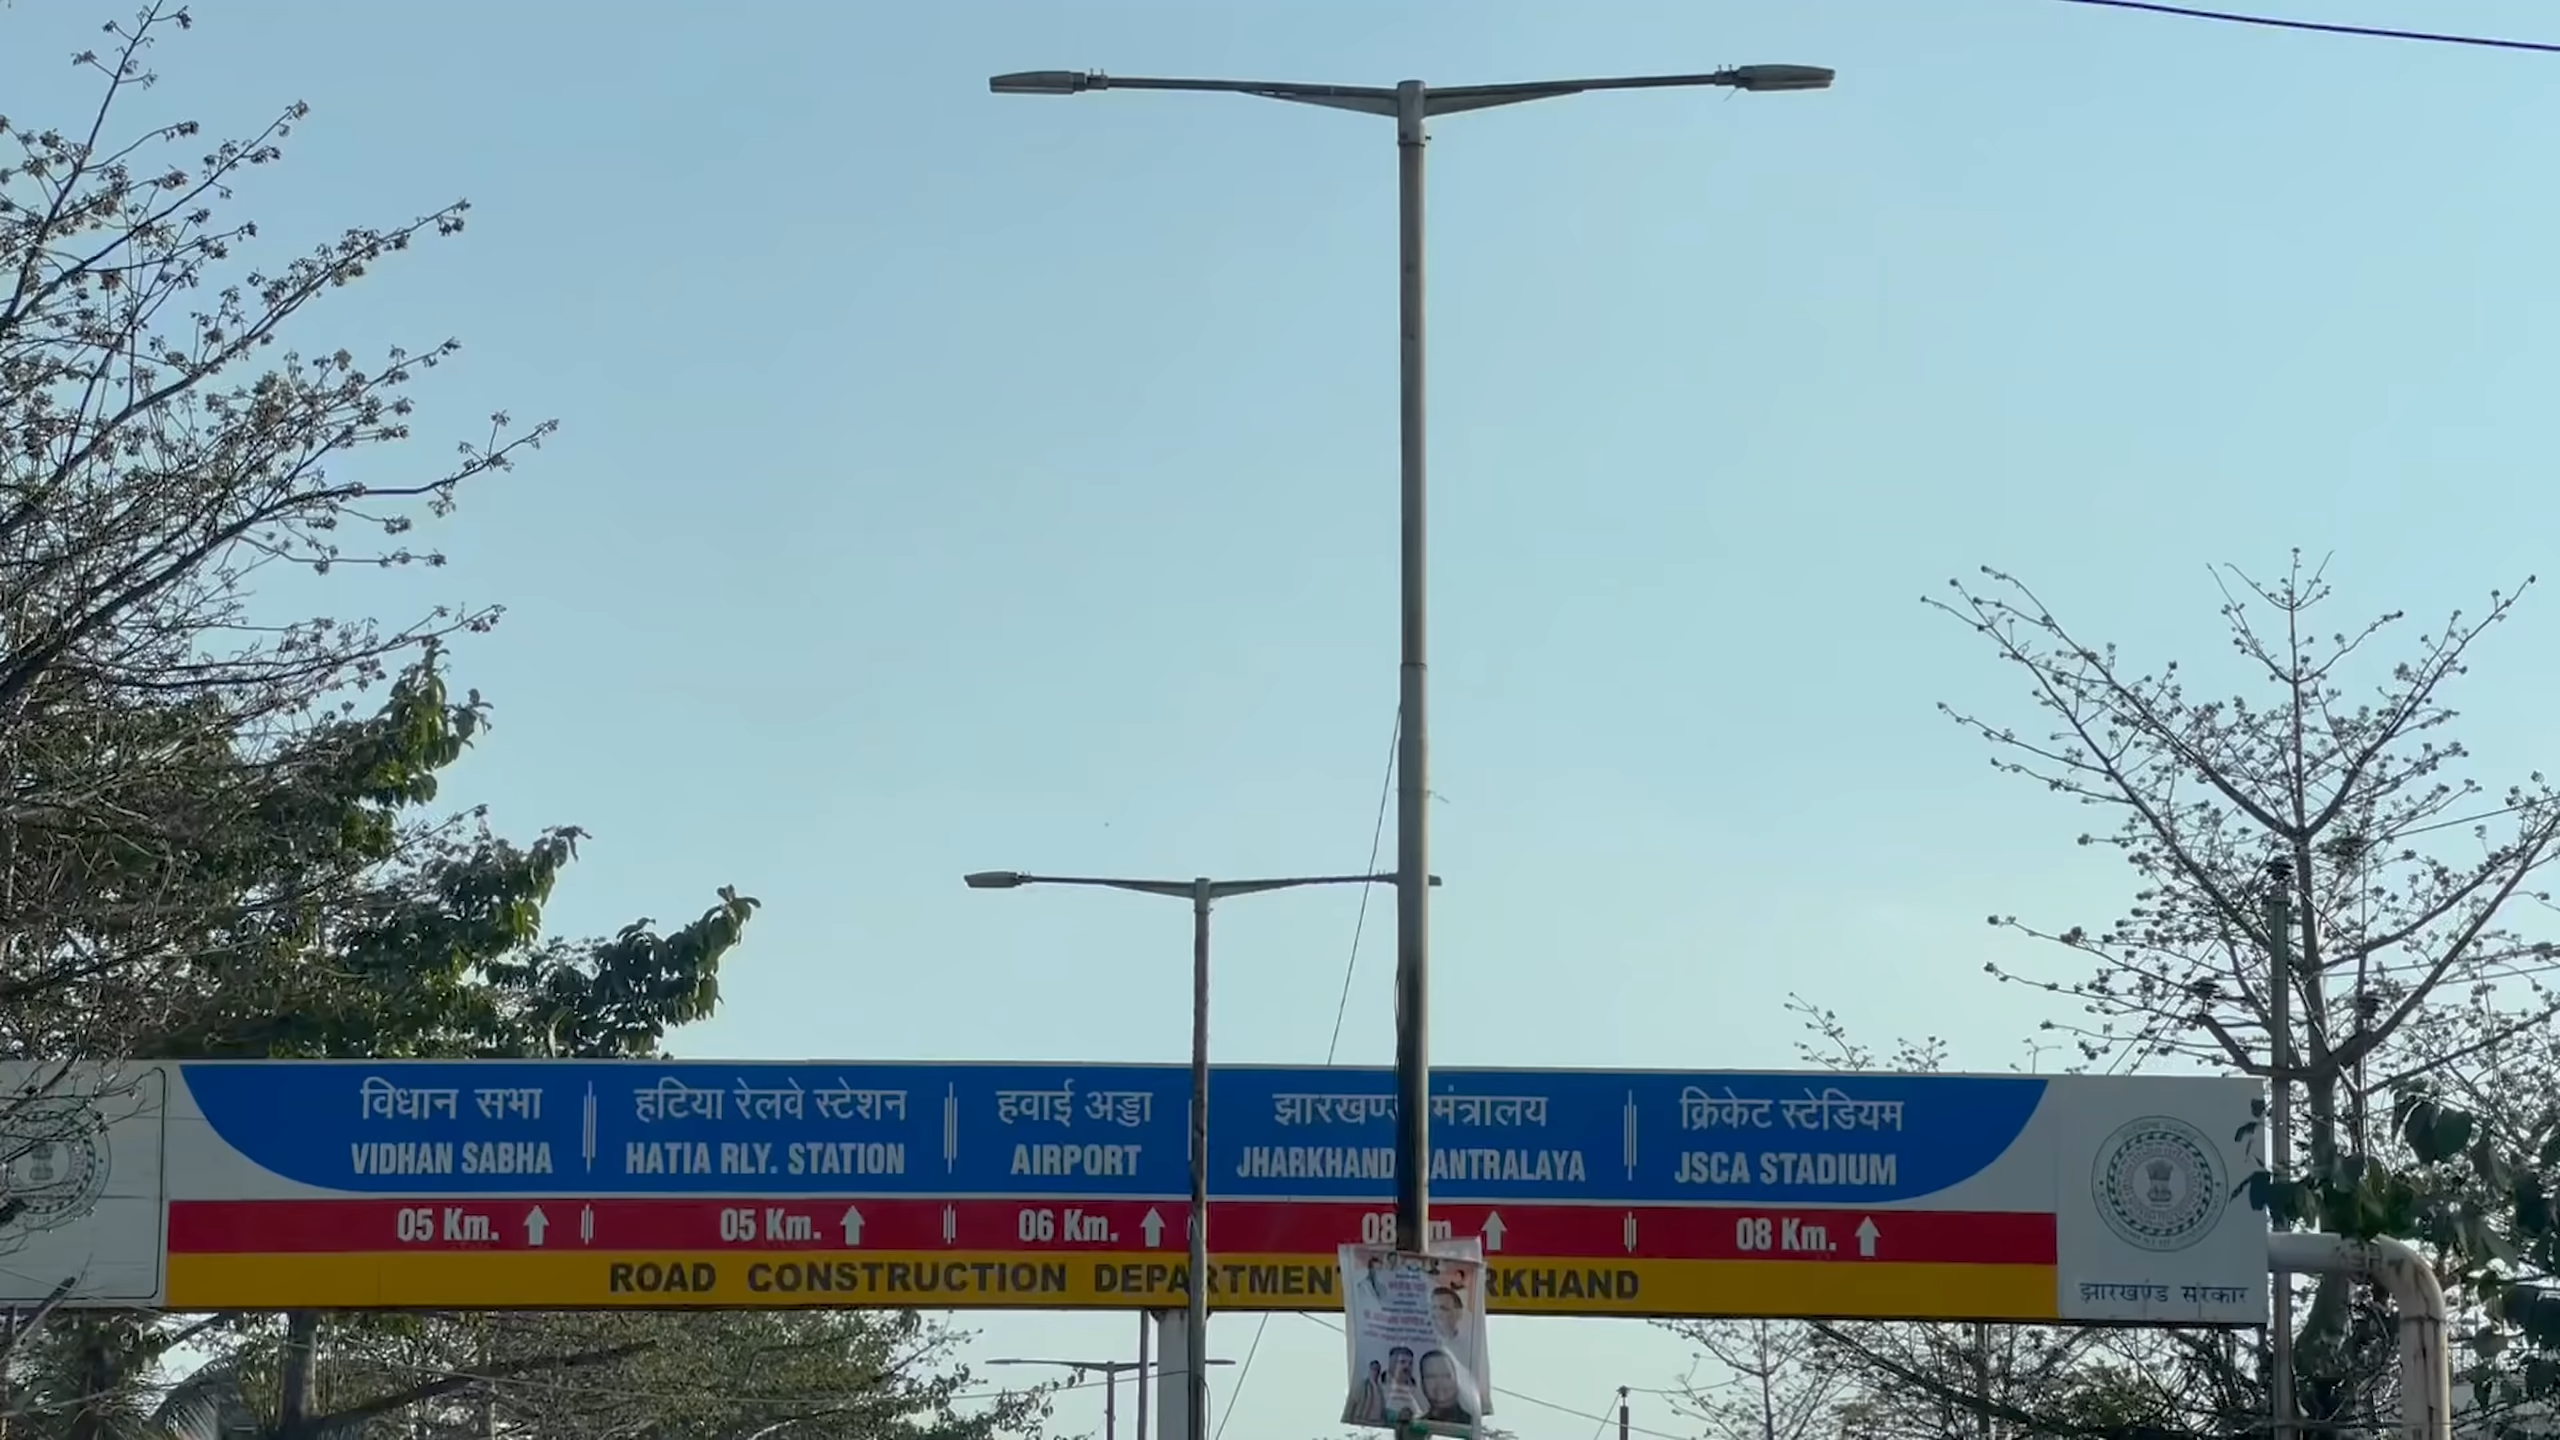 विधान सभा
VIDHAN SABHA
05 Km.
हटिया रेलवे स्टेशन
HATIA RLY. STATION
05 Km.
हवाई अड्डा
AIRPORT
06 Km.
झारखण्ड मंत्रालय
JHARKHAND ANTRALAYA
08 m
क्रिकेट स्टेडियम
JSCA STADIUM
08 Km.
ROAD CONSTRUCTION DEPARTMENT RKHAND
झारखण्ड सरकार